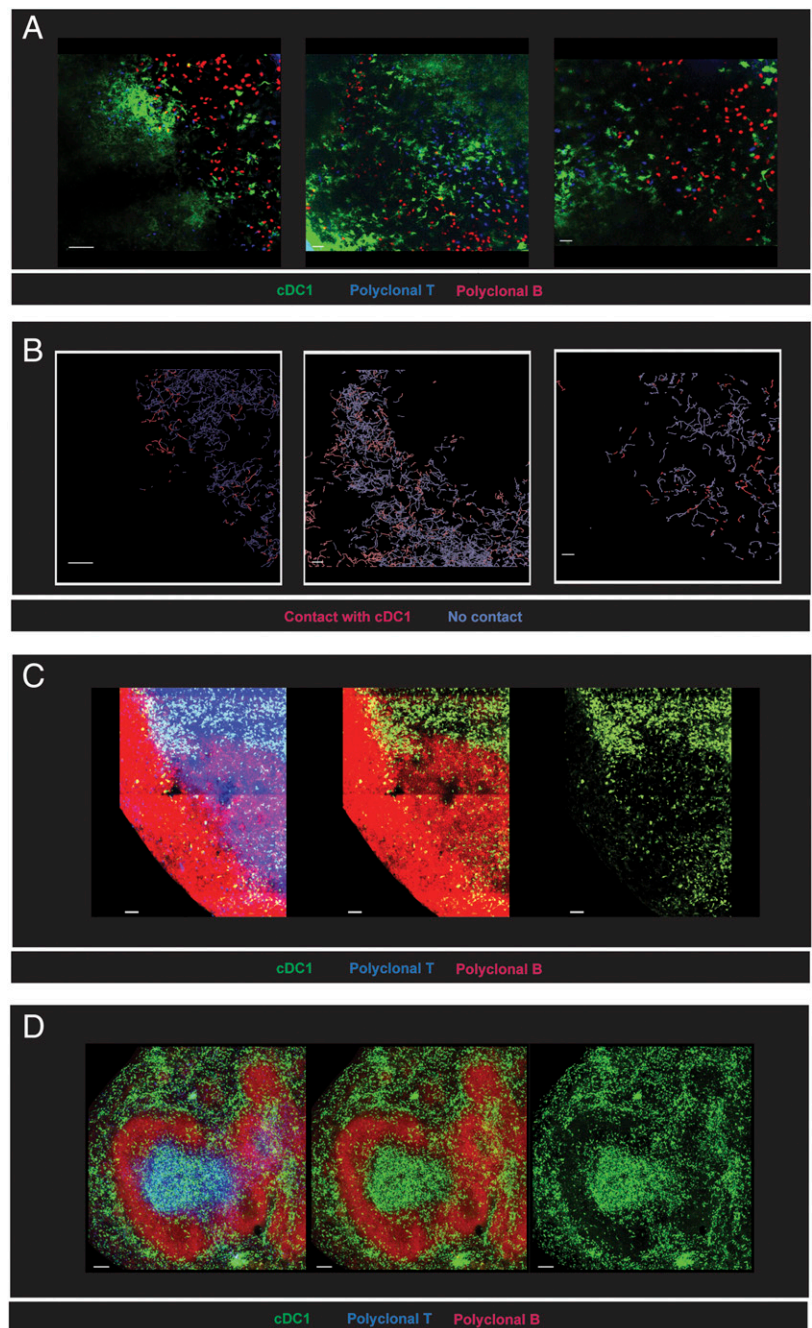 A
cDC1 Polyclonal T Polyclonal B
B
Contact with cDC1 No contact
C
cDC1 Polyclonal T Polyclonal B
D
cDC1 Polyclonal T Polyclonal B